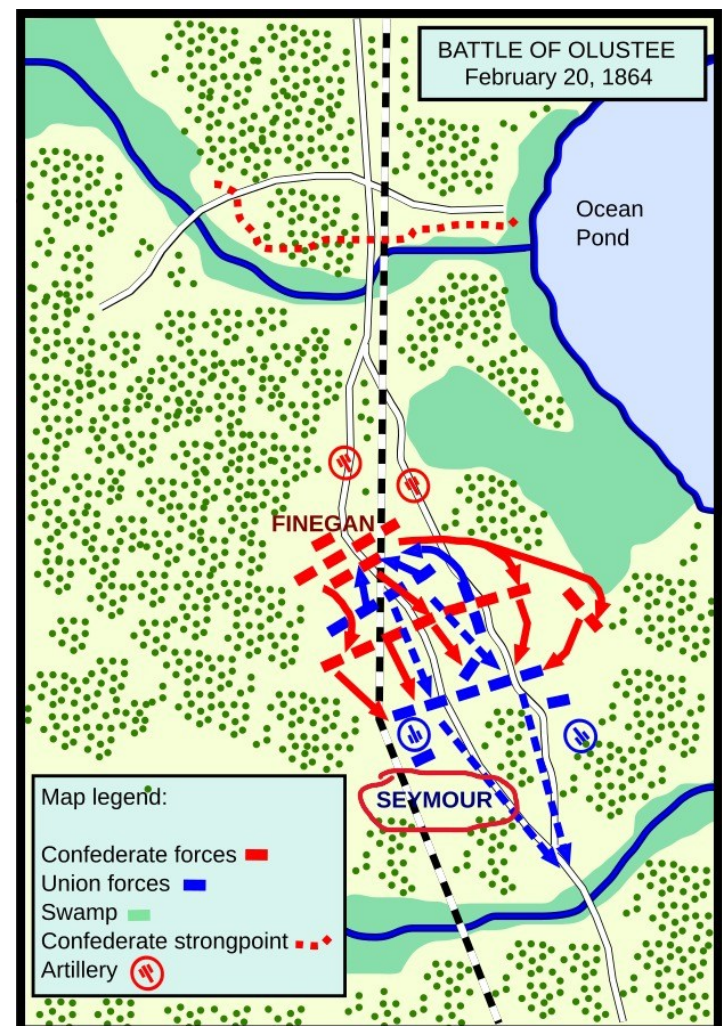 BATTLE OF OLUSTEE
February 20, 1864
Ocean
Pond
FINEGAN
SEYMOUR
Map legend:
Confederate forces
Union forces
Swamp
Confederate strongpoint
Artillery